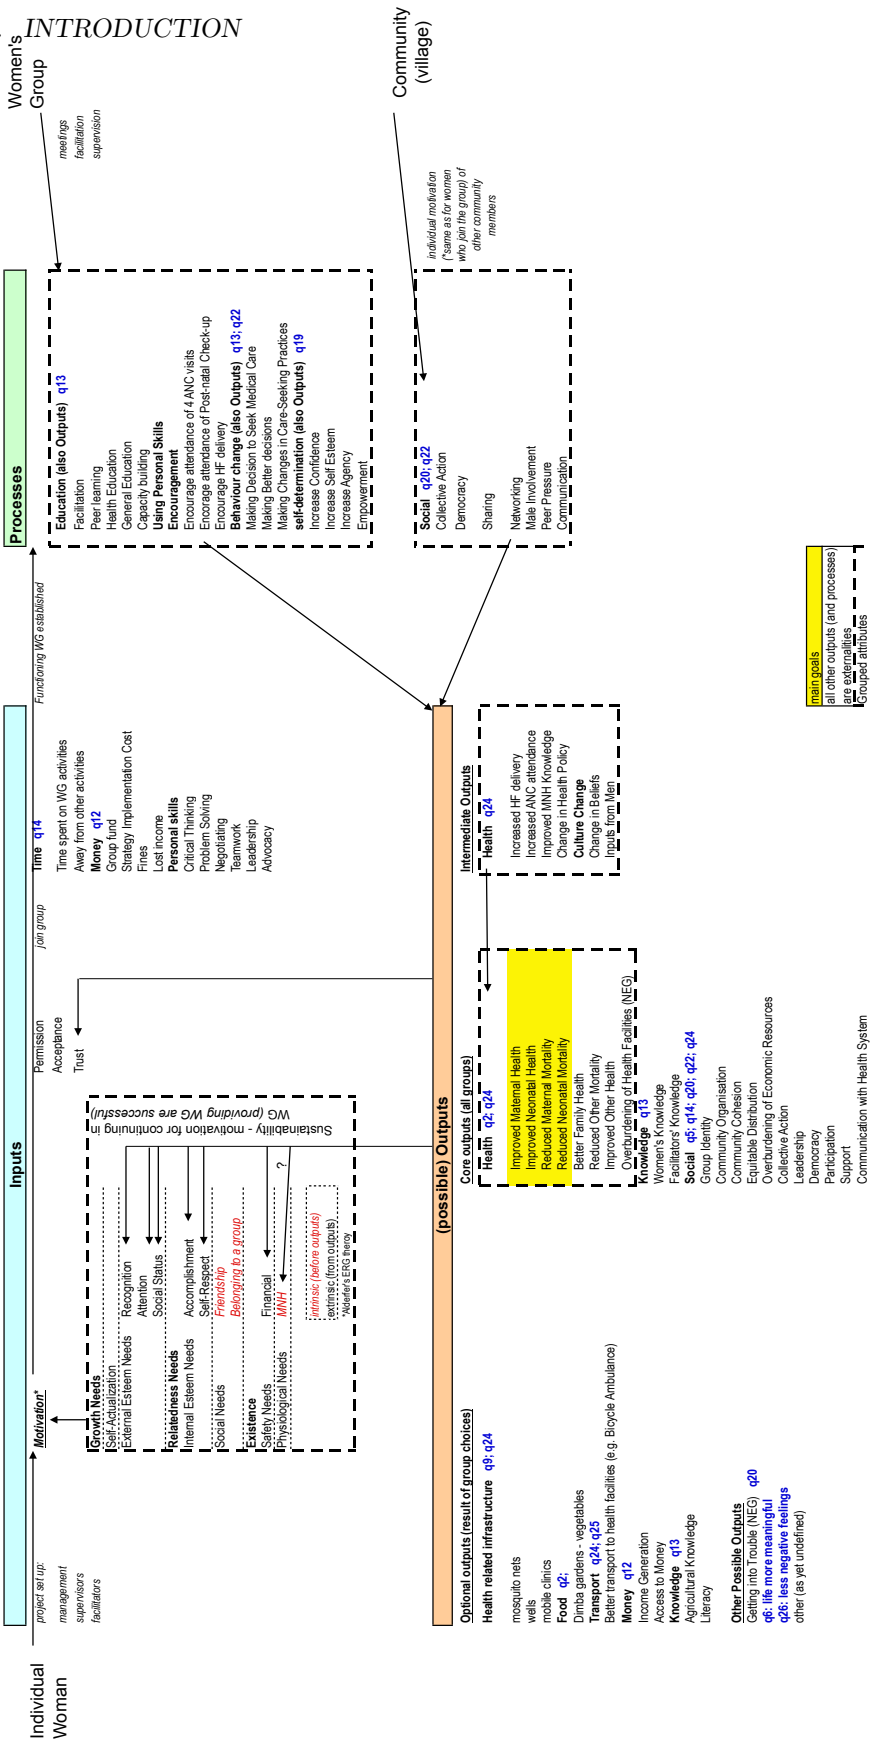 INTRODUCTION
Individual
Woman
Women's
Group
Community
(village)
Inputs
Processes
project set up:
management
supervisors
facilitators
Motivation*
Growth Needs
Self-Actualization
External Esteem Needs
Recognition
Attention
Social Status
Relatedness Needs
Internal Esteem Needs
Accomplishment
Self-Respect
Social Needs
Friendship
Belonging to a group
Existence
Safety Needs
Financial
Physiological Needs
MNH
?
intrinsic (before outputs)
extrinsic (from outputs)
*Alderfer's ERG theroy
Sustainability - motivation for continuing in
WG (providing WG are successful)
Permission
Acceptance
Trust
join group
Time q14
Time spent on WG activities
Away from other activities
Money q12
Group fund
Strategy Implementation Cost
Fines
Lost income
Personal skills
Critical Thinking
Problem Solving
Negotiating
Teamwork
Leadership
Advocacy
Functioning WG established
Education (also Outputs) q13
Facilitation
Peer learning
Health Education
General Education
Capacity building
Using Personal Skills
Encouragement
Encourage attendance of 4 ANC visits
Encorage attendance of Post-natal Check-up
Encourage HF delivery
Behaviour change (also Outputs) q13; q22
Making Decision to Seek Medical Care
Making Better decisions
Making Changes in Care-Seeking Practices
self-determination (also Outputs) q19
Increase Confidence
Increase Self Esteem
Increase Agency
Empowerment
meetings
facilitation
supervision
Social q20; q22
Collective Action
Democracy
Sharing
Networking
Male Involvement
Peer Pressure
Communication
individual motivation
(*same as for women
who join the group) of
other community
members
(possible) Outputs
Optional outputs (result of group choices)
Health related infrastructure q9; q24
mosquito nets
wells
mobile clinics
Food q2;
Dimba gardens - vegetables
Transport q24; q25
Better transport to health facilities (e.g. Bicycle Ambulance)
Money q12
Income Generation
Access to Money
Knowledge q13
Agricultural Knowledge
Literacy
Other Possible Outputs
Getting into Trouble (NEG) q20
q6: life more meaningful
q26: less negative feelings
other (as yet undefined)
Core outputs (all groups)
Health q2; q24
Improved Maternal Health
Improved Neonatal Health
Reduced Maternal Mortality
Reduced Neonatal Mortality
Better Family Health
Reduced Other Mortality
Improved Other Health
Overburdening of Health Facilities (NEG)
Knowledge q13
Women's Knowledge
Facilitators' Knowledge
Social q5; q14; q20; q22; q24
Group Identity
Community Organisation
Community Cohesion
Equitable Distribution
Overburdening of Economic Resources
Collective Action
Leadership
Democracy
Participation
Support
Communication with Health System
Intermediate Outputs
Health q24
Increased HF delivery
Increased ANC attendance
Improved MNH Knowledge
Change in Health Policy
Culture Change
Change in Beliefs
Inputs from Men
main goals
all other outputs (and processes)
are externalities
Grouped attributes